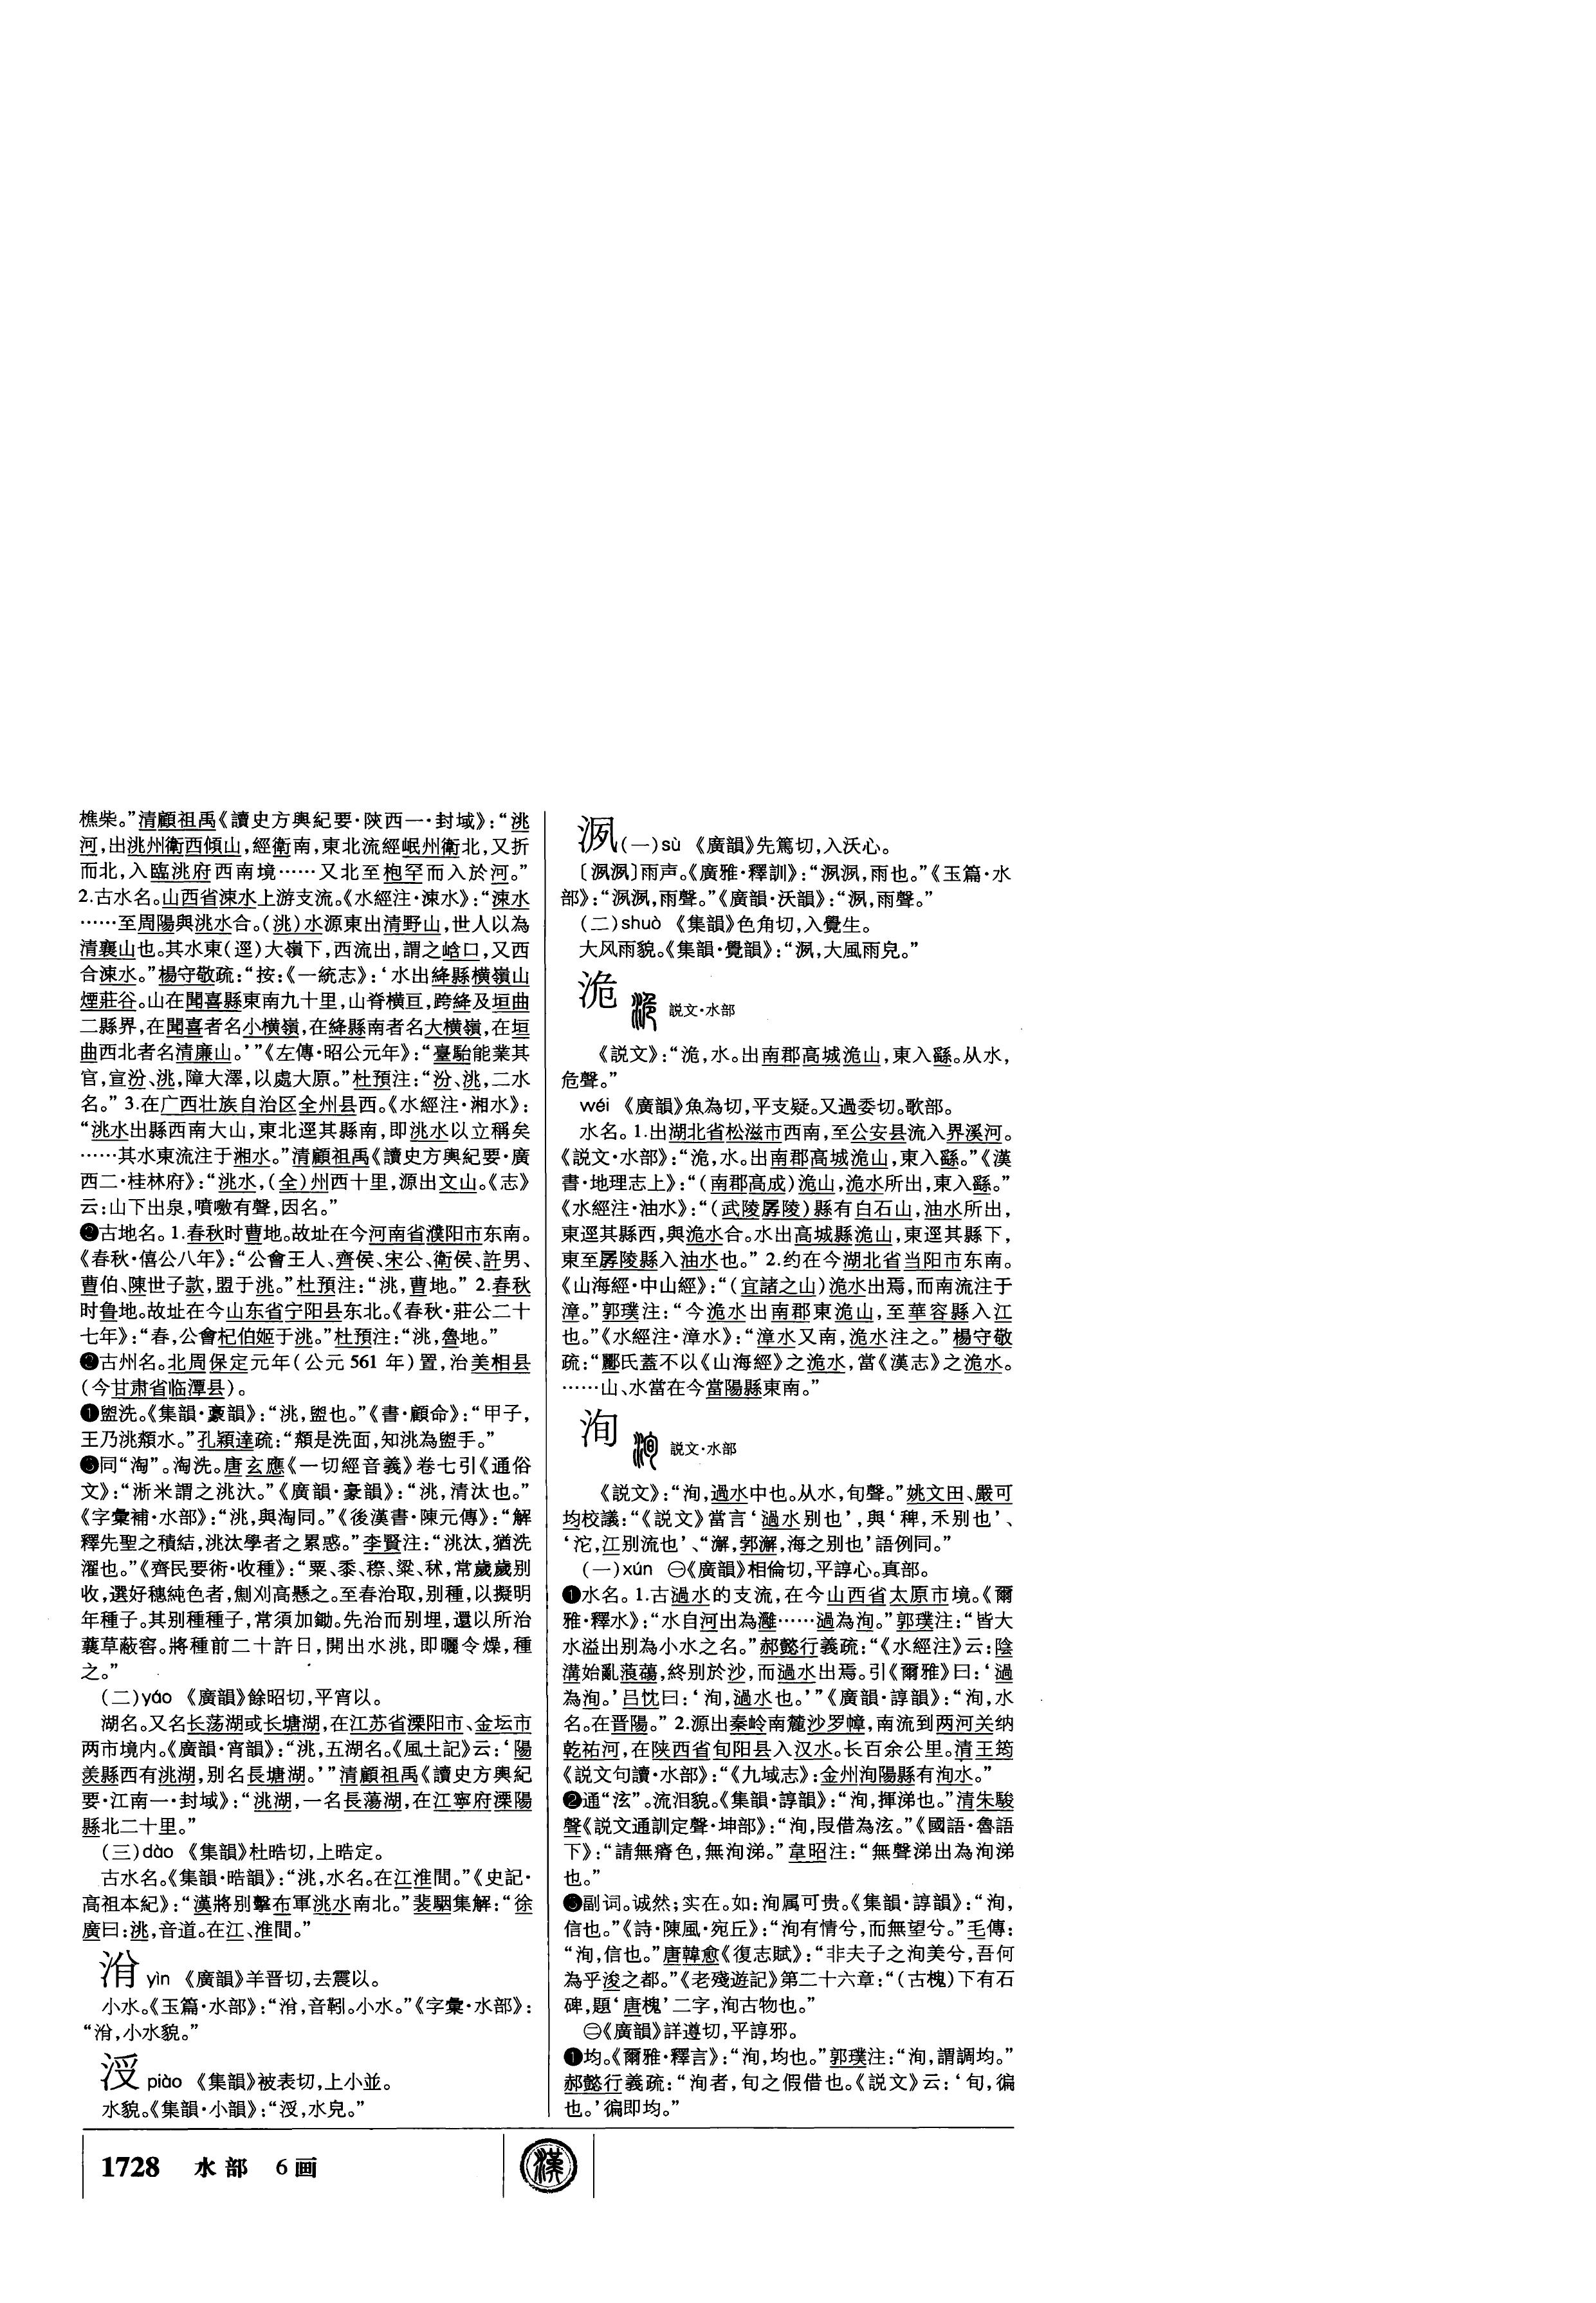 樵柴。”清顧祖禹《讀史方輿紀要·陝西一·封域》：“洮
河，出洮州衛西傾山，經衛南，東北流經岷州衛北，又折
而北，入臨洮府西南境……又北至枹罕而入於河。”
2.古水名。山西省涑水上游支流。《水經注·涑水》：“涑水
……至周陽與洮水合。(洮)水源東出清野山，世人以為
清襄山也。其水東(逕)大嶺下，西流出，謂之峆口，又西
合涑水。”楊守敬疏：“按：《一統志》：‘水出絳縣橫嶺山
煙莊谷。山在聞喜縣東南九十里，山脊横亘，跨絳及垣曲
二縣界，在聞喜者名小橫嶺，在絳縣南者名大橫嶺，在垣
曲西北者名清廉山。’”《左傳·昭公元年》：“臺駘能業其
官，宣汾、洮，障大澤，以處大原。”杜預注：“汾、洮，二水
名。” 3.在广西壮族自治区全州县西。《水經注·湘水》：
“洮水出縣西南大山，東北逕其縣南，即洮水以立稱矣
……其水東流注于湘水。”清顧祖禹《讀史方輿紀要·廣
西二·桂林府》：“洮水，(全)州西十里，源出文山。《志》
云：山下出泉，噴噭有聲，因名。”
❷古地名。1.春秋时曹地。故址在今河南省濮阳市东南。
《春秋·僖公八年》：“公會王人、齊侯、宋公、衛侯、許男、
曹伯、陳世子款，盟于洮。”杜預注：“洮，曹地。” 2.春秋
时鲁地。故址在今山东省宁阳县东北。《春秋·莊公二十
七年》：“春，公會杞伯姬于洮。”杜預注：“洮，魯地。”
❸古州名。北周保定元年(公元561年)置，治美相县
(今甘肃省临潭县)。
❹盥洗。《集韻·豪韻》：“洮，盥也。”《書·顧命》：“甲子，
王乃洮頮水。”孔穎達疏：“頮是洗面，知洮為盥手。”
❺同“淘”。淘洗。唐玄應《一切經音義》卷七引《通俗
文》：“淅米謂之洮汏。”《廣韻·豪韻》：“洮，清汰也。”
《字彙補·水部》：“洮，與淘同。”《後漢書·陳元傳》：“解
釋先聖之積結，洮汰學者之累惑。”李賢注：“洮汰，猶洗
濯也。”《齊民要術·收種》：“粟、黍、穄、粱、秫，常歲歲别
收，選好穗純色者，劁刈高懸之。至春治取，别種，以擬明
年種子。其别種種子，常須加鋤。先治而别埋，還以所治
蘘草蔽窖。將種前二十許日，開出水洮，即曬令燥，種
之。”
(二)yáo 《廣韻》餘昭切，平宵以。
湖名。又名长荡湖或长塘湖，在江苏省溧阳市、金坛市
两市境内。《廣韻·宵韻》：“洮，五湖名。《風土記》云：‘陽
羨縣西有洮湖，别名長塘湖。’”清顧祖禹《讀史方輿紀
要·江南一·封域》：“洮湖，一名長蕩湖，在江寧府溧陽
縣北二十里。”
(三)dào 《集韻》杜晧切，上晧定。
古水名。《集韻·晧韻》：“洮，水名。在江淮間。”《史記·
高祖本紀》：“漢將别擊布軍洮水南北。”裴駰集解：“徐
廣曰：洮，音道。在江、淮間。”
㳙 yìn 《廣韻》羊晋切，去震以。
小水。《玉篇·水部》：“㳙，音靷。小水。”《字彙·水部》：
“㳙，小水貌。”
㳚 piào 《集韻》被表切，上小並。
水貌。《集韻·小韻》：“㳚，水皃。”
洬(一)sù 《廣韻》先篤切，入沃心。
〔洬洬〕雨声。《廣雅·釋訓》：“洬洬，雨也。”《玉篇·水
部》：“洬洬，雨聲。”《廣韻·沃韻》：“洬，雨聲。”
(二)shuò 《集韻》色角切，入覺生。
大风雨貌。《集韻·覺韻》：“洬，大風雨皃。”
洈 説文·水部
《説文》：“洈，水。出南郡高城洈山，東入繇。从水，
危聲。”
wéi 《廣韻》魚為切，平支疑。又過委切。歌部。
水名。1.出湖北省松滋市西南，至公安县流入界溪河。
《説文·水部》：“洈，水。出南郡高城洈山，東入繇。”《漢
書·地理志上》：“(南郡高成)洈山，洈水所出，東入繇。”
《水經注·油水》：“(武陵孱陵)縣有白石山，油水所出，
東逕其縣西，與洈水合。水出高城縣洈山，東逕其縣下，
東至孱陵縣入油水也。” 2.约在今湖北省当阳市东南。
《山海經·中山經》：“(宜諸之山)洈水出焉，而南流注于
漳。”郭璞注：“今洈水出南郡東洈山，至華容縣入江
也。”《水經注·漳水》：“漳水又南，洈水注之。”楊守敬
疏：“酈氏蓋不以《山海經》之洈水，當《漢志》之洈水。
……山、水當在今當陽縣東南。”
洵 説文·水部
《説文》：“洵，過水中也。从水，旬聲。”姚文田、嚴可
均校議：“《説文》當言‘過水别也’，與‘稗，禾别也’、
‘沱，江别流也’、“澥，郭澥，海之别也’語例同。”
(一)xún ㊀《廣韻》相倫切，平諄心。真部。
❶水名。1.古過水的支流，在今山西省太原市境。《爾
雅·釋水》：“水自河出為灉……過為洵。”郭璞注：“皆大
水溢出别為小水之名。”郝懿行義疏：“《水經注》云：陰
溝始亂蒗蕩，終别於沙，而過水出焉。引《爾雅》曰：‘過
為洵。’吕忱曰：‘洵，過水也。’”《廣韻·諄韻》：“洵，水
名。在晋陽。” 2.源出秦岭南麓沙罗幛，南流到两河关纳
乾祐河，在陕西省旬阳县入汉水。长百余公里。清王筠
《説文句讀·水部》：“《九域志》：金州洵陽縣有洵水。”
❷通“泫”。流泪貌。《集韻·諄韻》：“洵，揮涕也。”清朱駿
聲《説文通訓定聲·坤部》：“洵，叚借為泫。”《國語·魯語
下》：“請無瘠色，無洵涕。”韋昭注：“無聲涕出為洵涕
也。”
❸副词。诚然；实在。如：洵属可贵。《集韻·諄韻》：“洵，
信也。”《詩·陳風·宛丘》：“洵有情兮，而無望兮。”毛傳：
“洵，信也。”唐韓愈《復志賦》：“非夫子之洵美兮，吾何
為乎浚之都。”《老殘遊記》第二十六章：“(古槐)下有石
碑，題‘唐槐’二字，洵古物也。”
㊁《廣韻》詳遵切，平諄邪。
❶均。《爾雅·釋言》：“洵，均也。”郭璞注：“洵，謂調均。”
郝懿行義疏：“洵者，旬之假借也。《説文》云：‘旬，徧
也。’徧即均。”
1728 水部 6画
漢